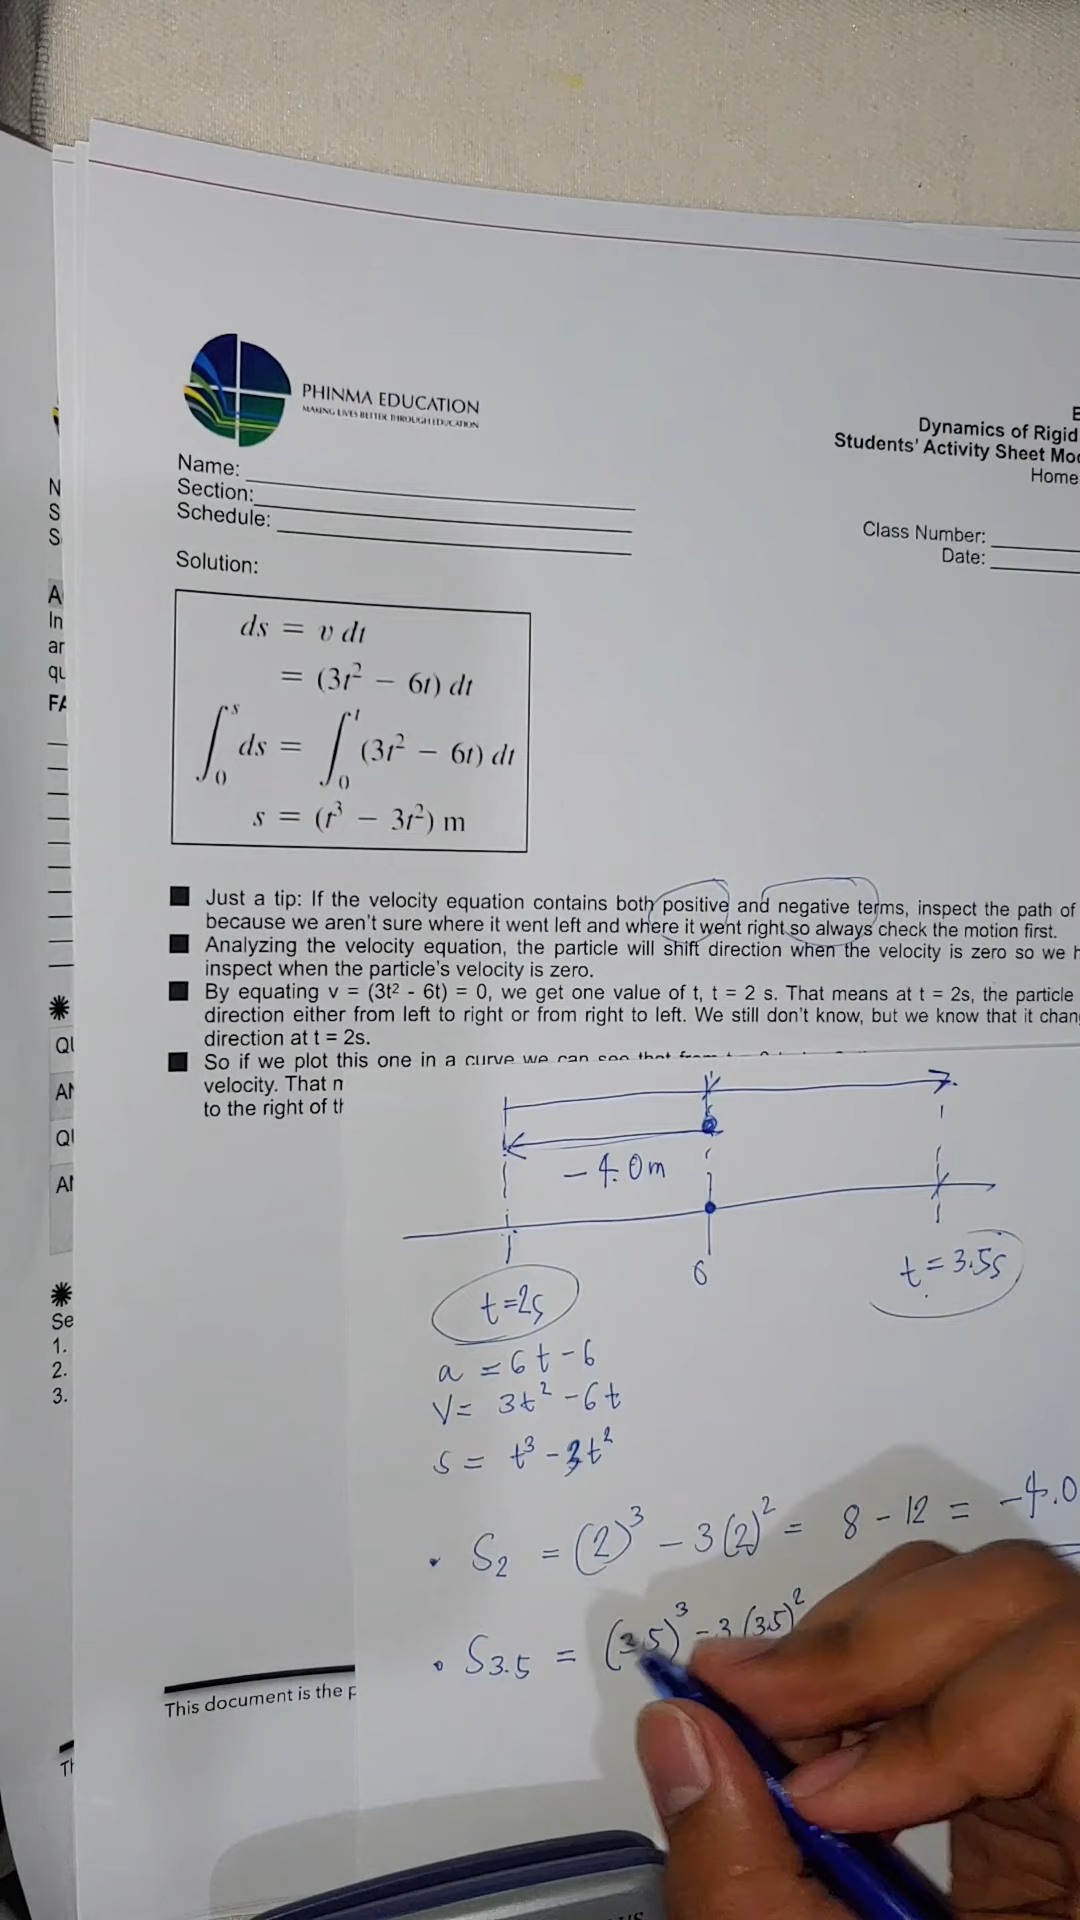 PHINMA EDUCATION
MAKING LIVES BETTER THROUGH EDUCATION
Dynamics of Rigid
Students' Activity Sheet
Home
Name:
Section:
Schedule:
Class Number:
Date:
Solution:
ds = v dt
= (3t² − 6t) dt
∫₀ˢ ds = ∫₀ᵗ (3t² − 6t) dt
s = (t³ − 3t²) m
■ Just a tip: If the velocity equation contains both positive and negative terms, inspect the path of
because we aren't sure where it went left and where it went right so always check the motion first.
■ Analyzing the velocity equation, the particle will shift direction when the velocity is zero so we
inspect when the particle's velocity is zero.
■ By equating v = (3t² - 6t) = 0, we get one value of t, t = 2 s. That means at t = 2s, the particle
direction either from left to right or from right to left. We still don't know, but we know that it
direction at t = 2s.
■ So if we plot this one in a curve we can see that from
velocity. That
to the right of
−4.0m
t=2s
0
t = 3.5s
a = 6t − 6
v = 3t² − 6t
s = t³ − 3t²
• S₂ = (2)³ − 3(2)² = 8 − 12 = −4.0
• S₃.₅ = (3.5)³ − 3(3.5)²
This document is the
FA
Se
1.
2.
3.